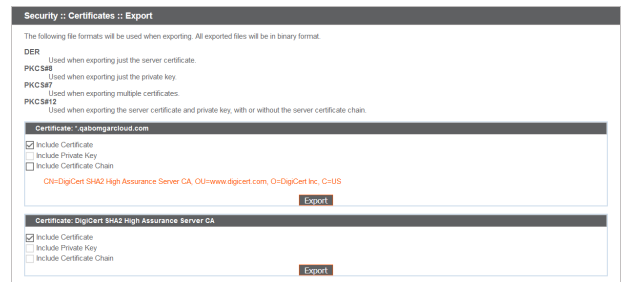 Security :: Certificates :: Export
The following file formats will be used when exporting. All exported files will be in binary format.
DER
Used when exporting just the server certificate.
PKCS#8
Used when exporting just the private key.
PKCS#7
Used when exporting multiple certificates.
PKCS#12
Used when exporting the server certificate and private key, with or without the server certificate chain.
Certificate: *.qabomgarcloud.com
Include Certificate
Include Private Key
Include Certificate Chain
CN=DigiCert SHA2 High Assurance Server CA, OU=www.digicert.com, O=DigiCert Inc, C=US
Export
Certificate: DigiCert SHA2 High Assurance Server CA
Include Certificate
Include Private Key
Include Certificate Chain
Export